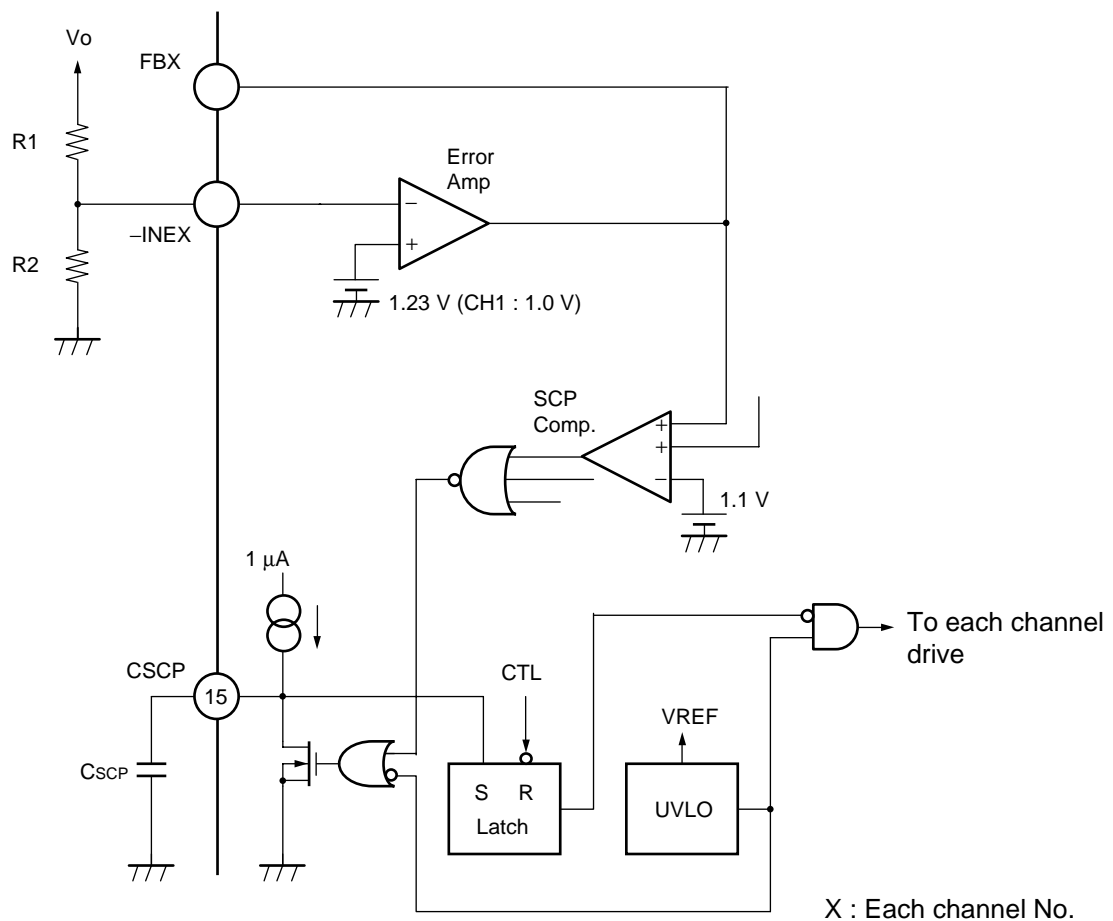 Vo
FBX
R1
Error
Amp
−
+
−INEX
R2
1.23 V (CH1 : 1.0 V)
SCP
Comp.
+
+
−
1.1 V
1 μA
To each channel
drive
CSCP
15
CTL
VREF
CSCP
S R
Latch
UVLO
X : Each channel No.